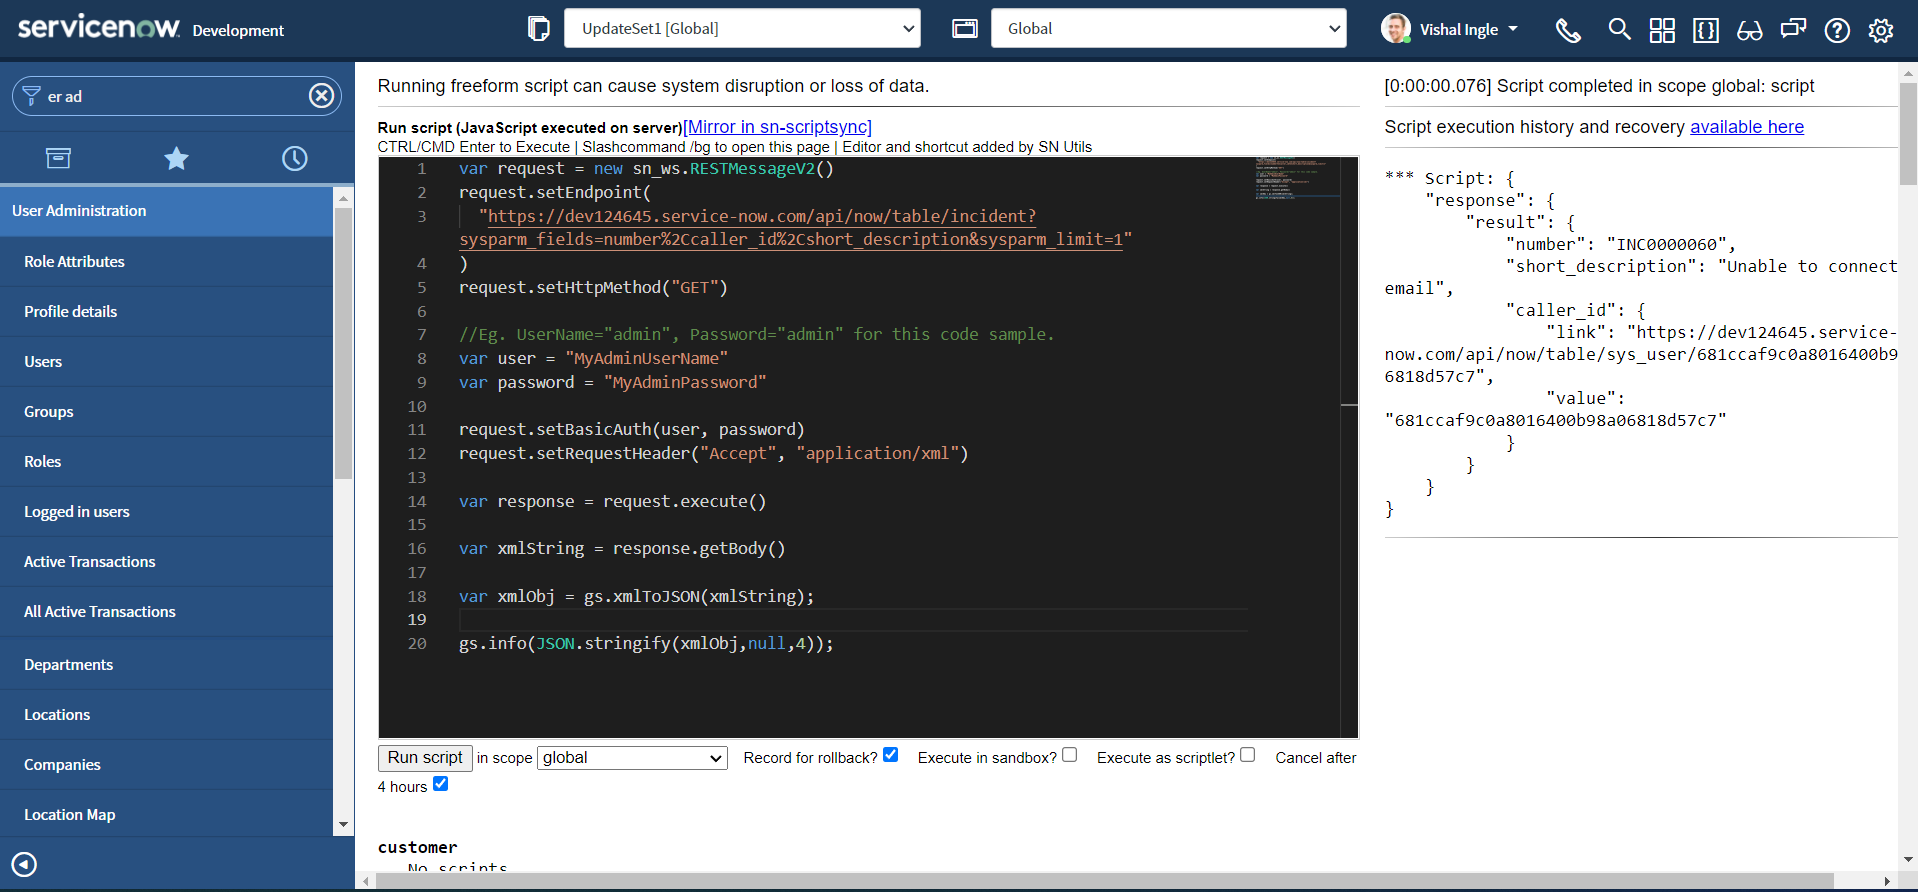 servicenow. Development
UpdateSet1 [Global]
Global
Vishal Ingle
er ad
User Administration
Role Attributes
Profile details
Users
Groups
Roles
Logged in users
Active Transactions
All Active Transactions
Departments
Locations
Companies
Location Map
Running freeform script can cause system disruption or loss of data.
Run script (JavaScript executed on server)[Mirror in sn-scriptsync]
CTRL/CMD Enter to Execute | Slashcommand /bg to open this page | Editor and shortcut added by SN Utils
1 var request = new sn_ws.RESTMessageV2()
2 request.setEndpoint(
3 "https://dev124645.service-now.com/api/now/table/incident?
sysparm_fields=number%2Ccaller_id%2Cshort_description&sysparm_limit=1"
4 )
5 request.setHttpMethod("GET")
6
7 //Eg. UserName="admin", Password="admin" for this code sample.
8 var user = "MyAdminUserName"
9 var password = "MyAdminPassword"
10
11 request.setBasicAuth(user, password)
12 request.setRequestHeader("Accept", "application/xml")
13
14 var response = request.execute()
15
16 var xmlString = response.getBody()
17
18 var xmlObj = gs.xmlToJSON(xmlString);
19
20 gs.info(JSON.stringify(xmlObj,null,4));
Run script in scope global Record for rollback? Execute in sandbox? Execute as scriptlet? Cancel after
4 hours
customer
No scripts
[0:00:00.076] Script completed in scope global: script
Script execution history and recovery available here
*** Script: {
"response": {
"result": {
"number": "INC0000060",
"short_description": "Unable to connect
email",
"caller_id": {
"link": "https://dev124645.service-
now.com/api/now/table/sys_user/681ccaf9c0a8016400b9
6818d57c7",
"value":
"681ccaf9c0a8016400b98a06818d57c7"
}
}
}
}